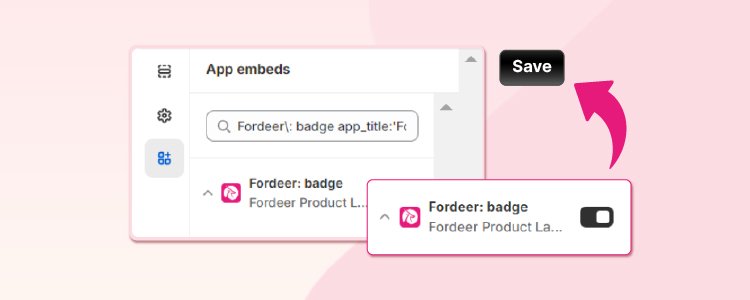 App embeds
Save
Fordeer\: badge app_title:'Fo
Fordeer: badge
Fordeer Product L...
Fordeer: badge
Fordeer Product La...